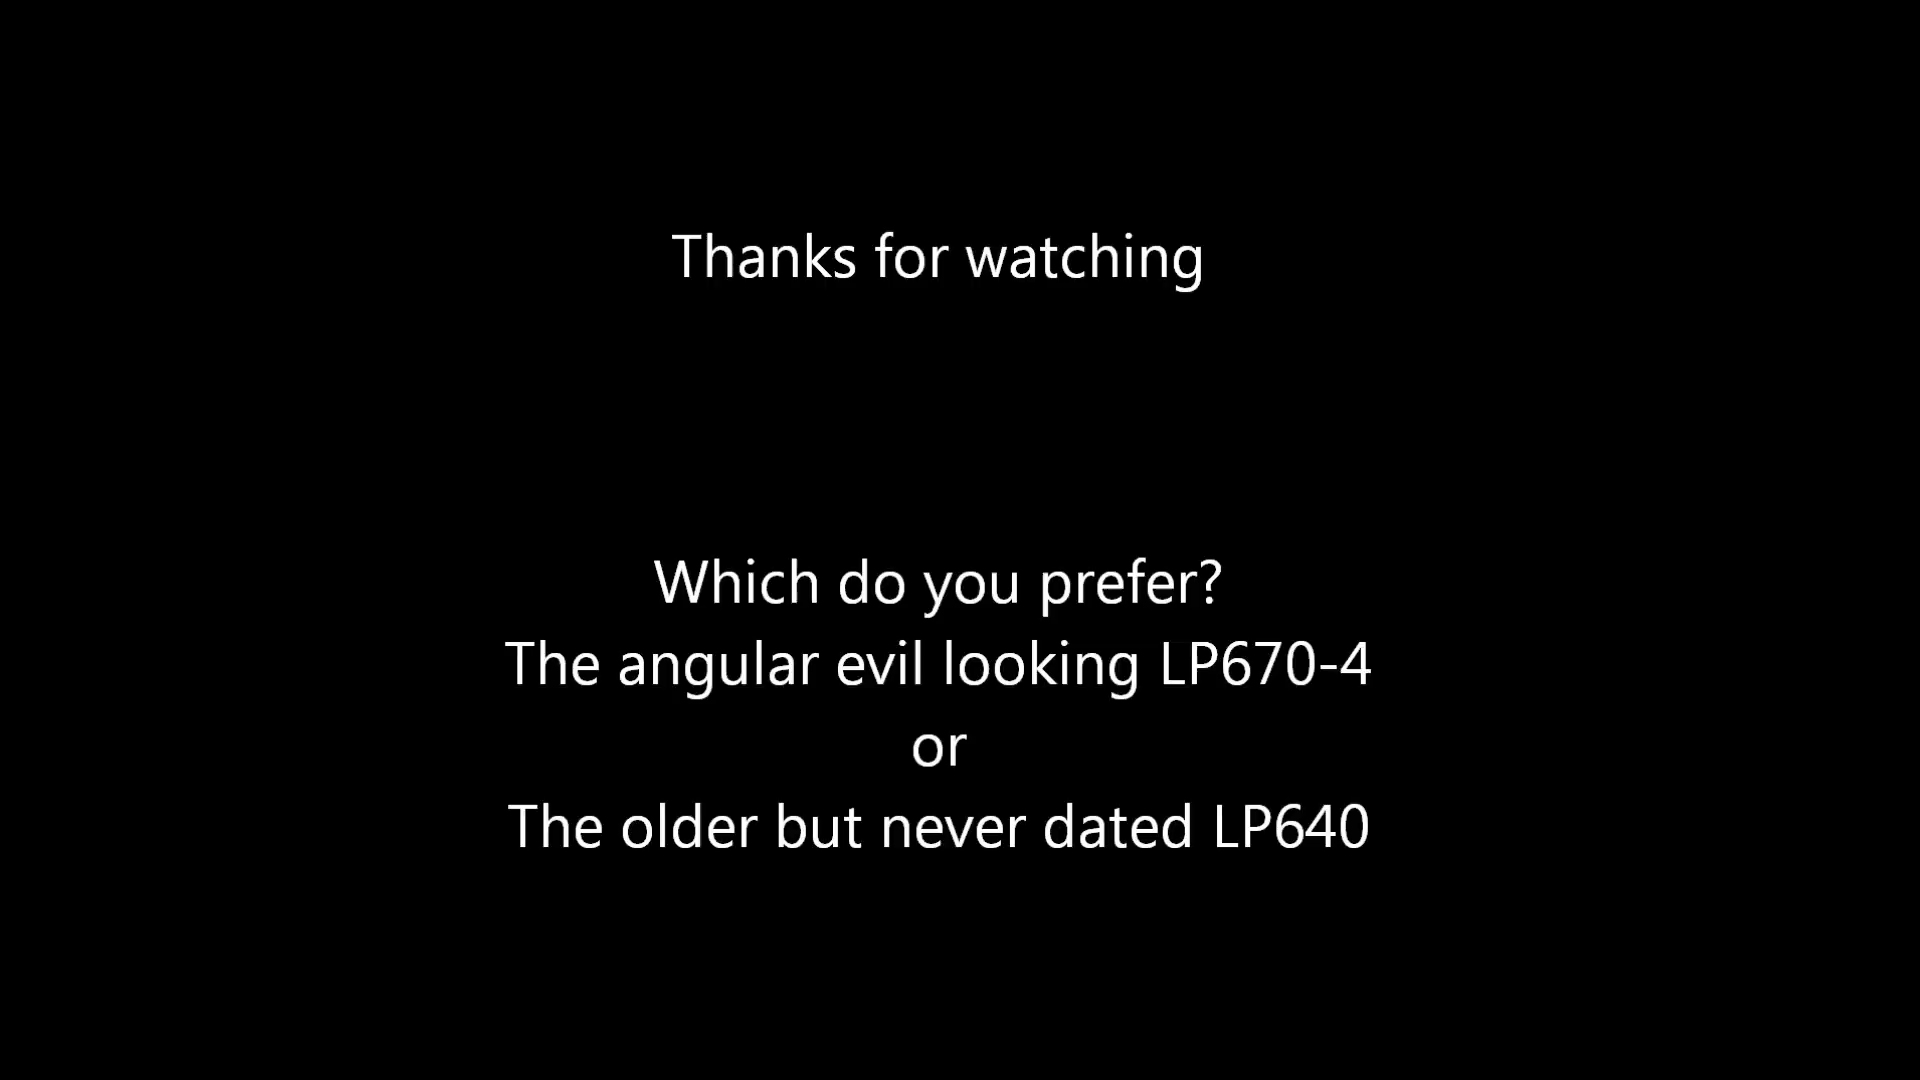 Thanks for watching
Which do you prefer?
The angular evil looking LP670-4
or
The older but never dated LP640